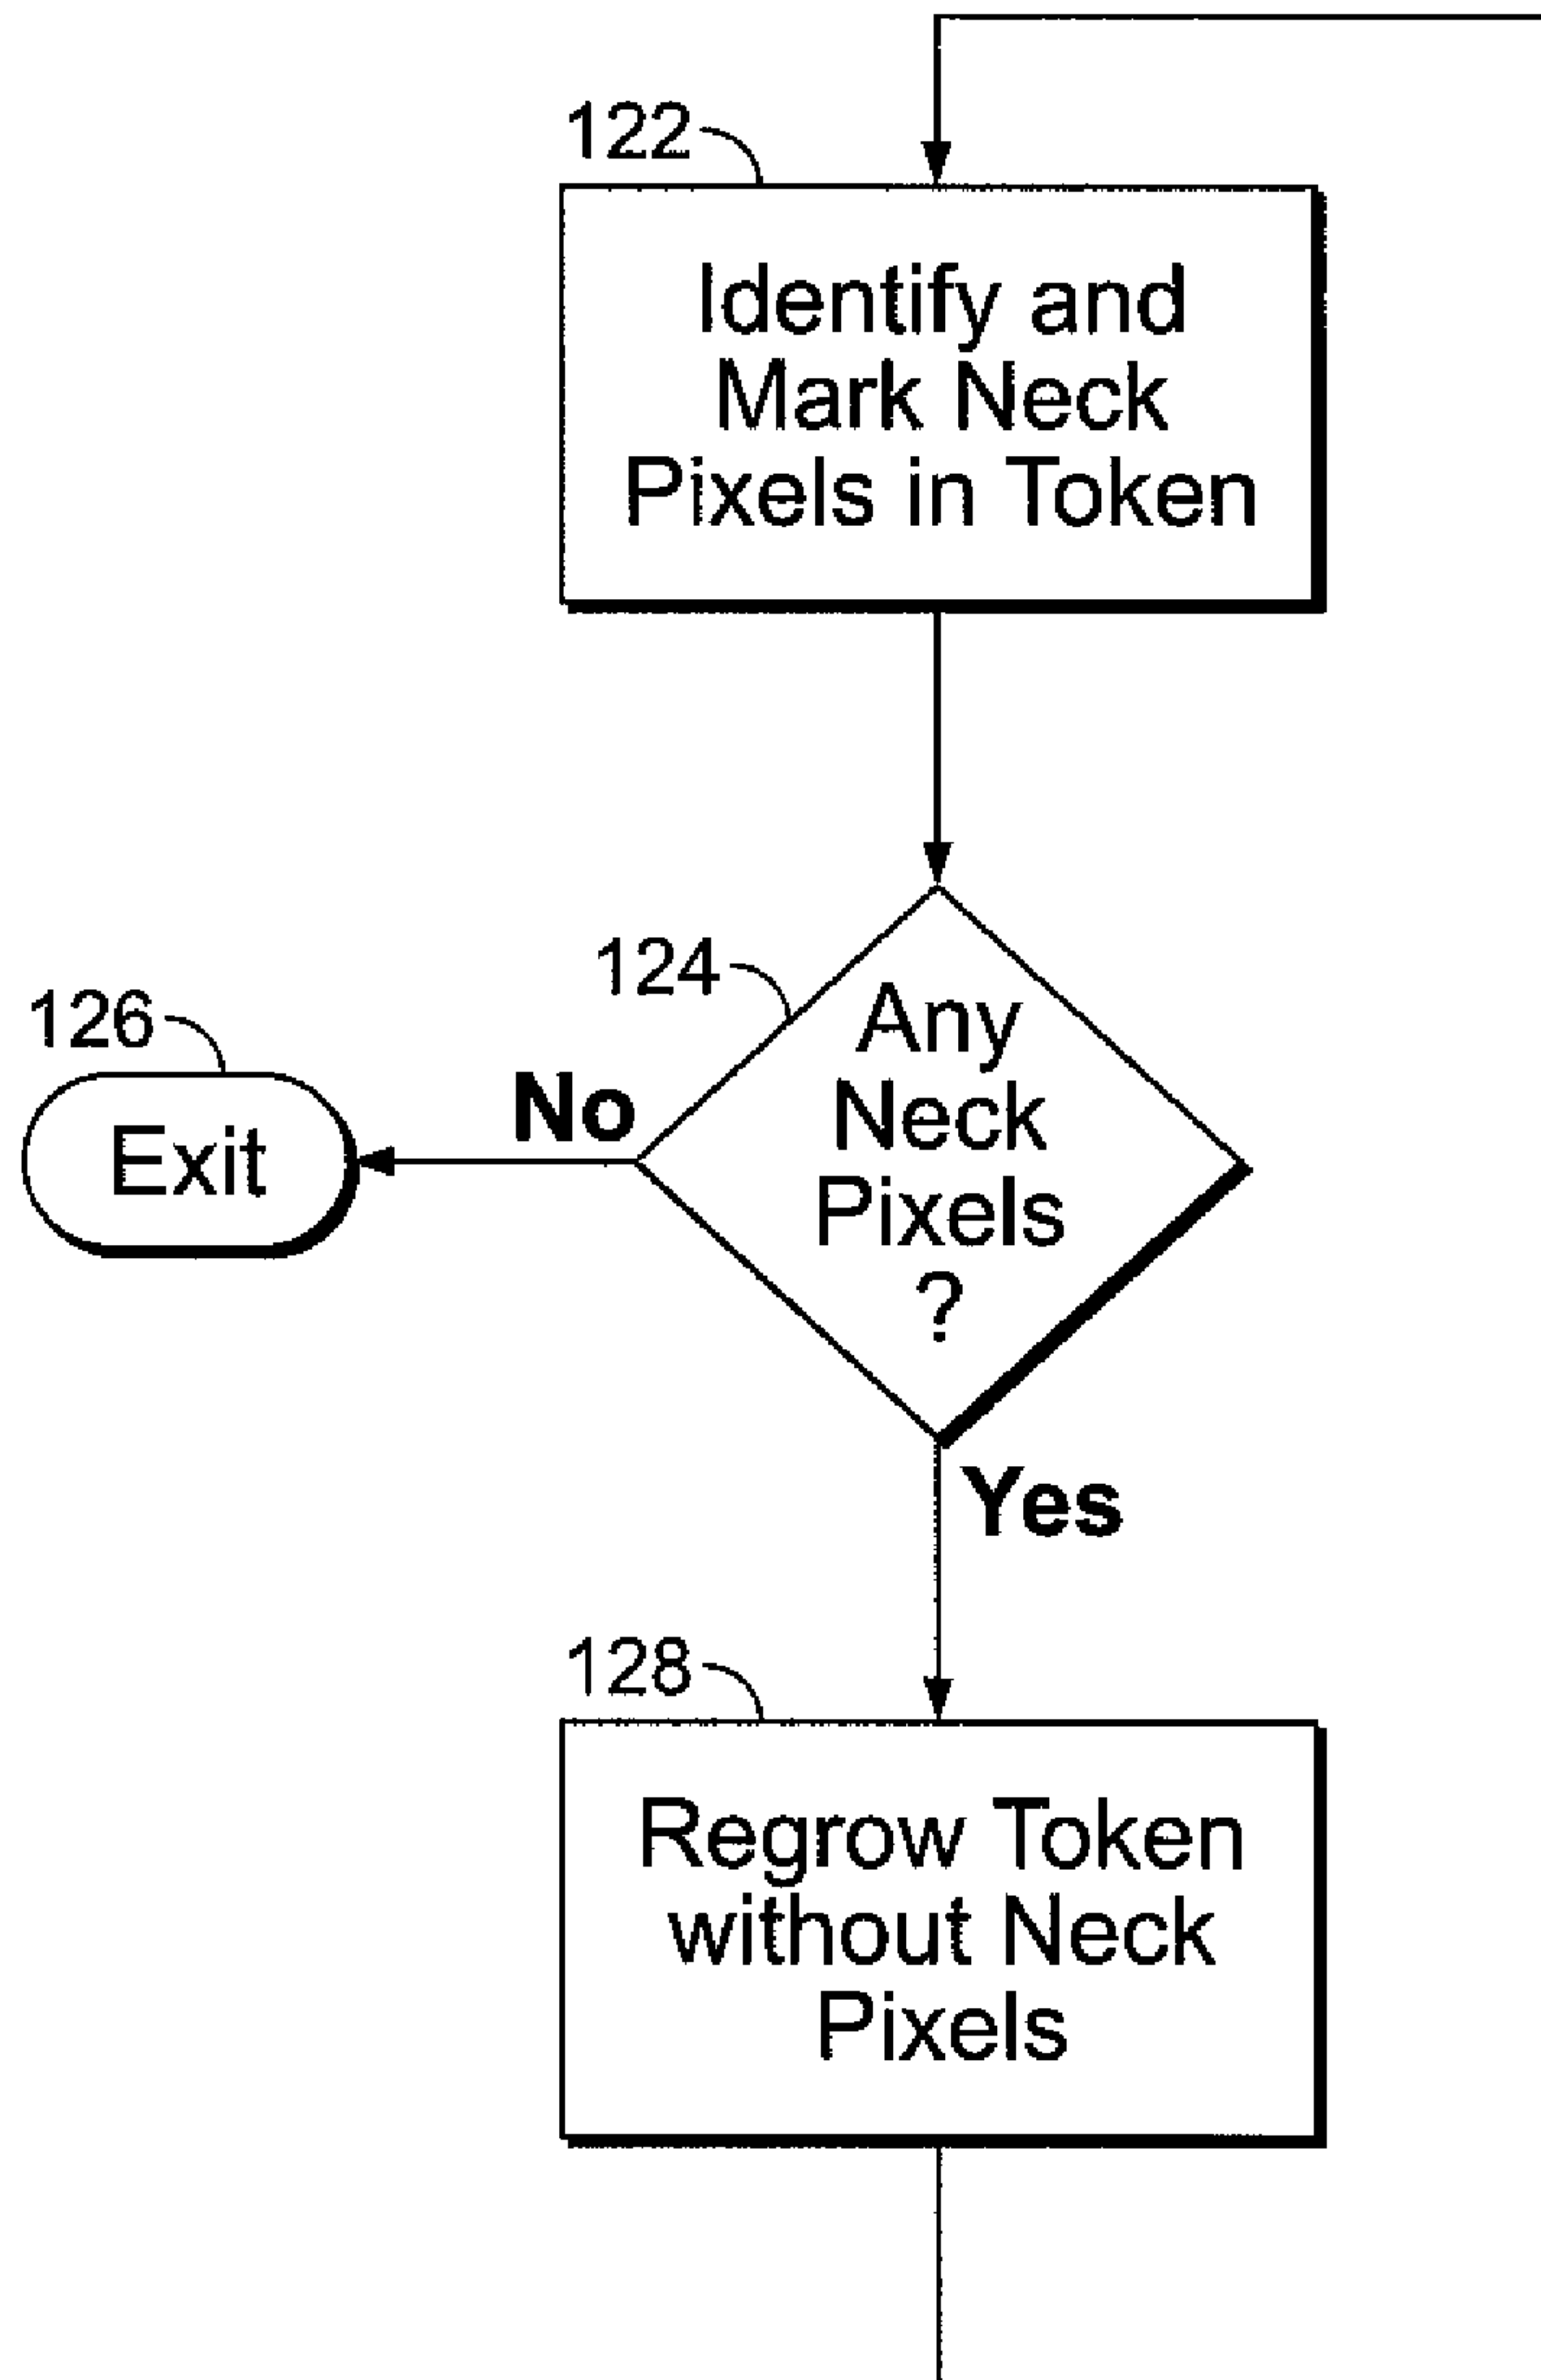 122
Identify and
Mark Neck
Pixels in Token
124
Any
Neck
Pixels
?
126
Exit
No
Yes
128
Regrow Token
without Neck
Pixels